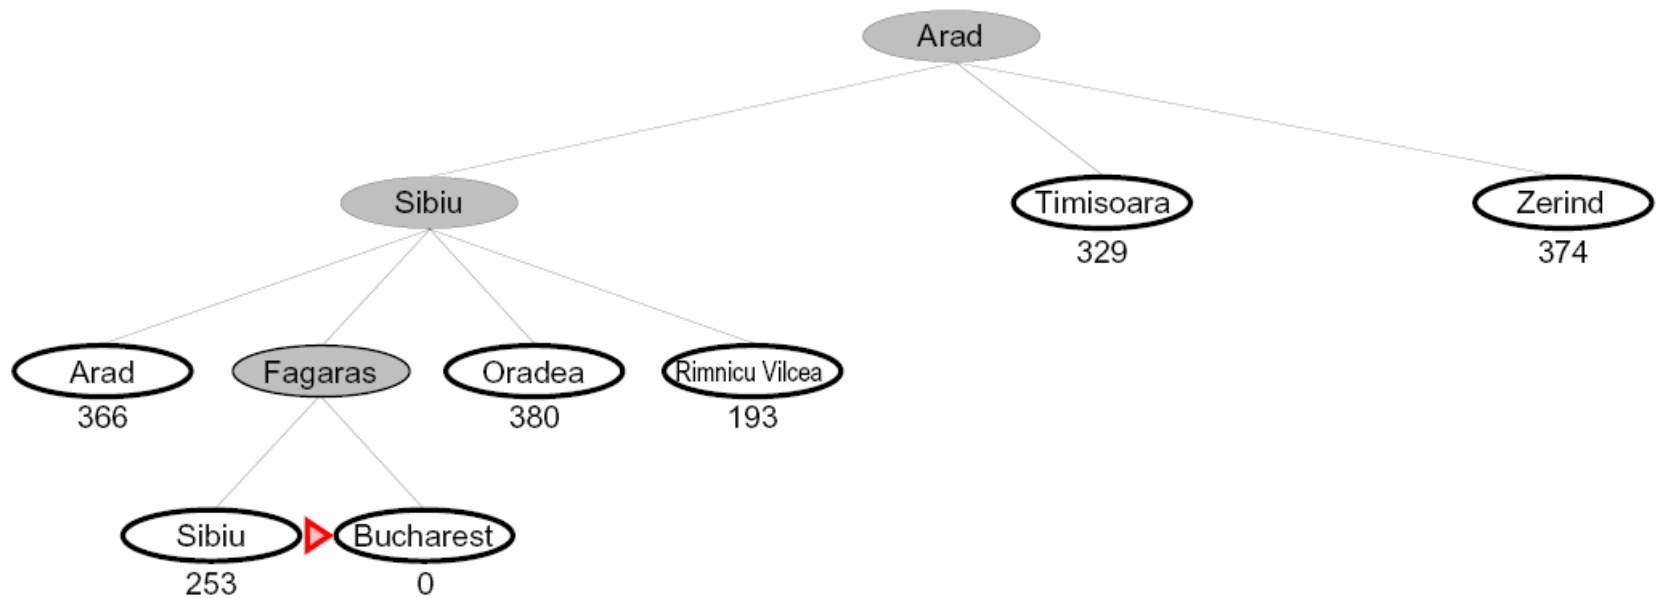 Arad
Sibiu
Timisoara
Zerind
329
374
Arad
Fagaras
Oradea
Rimnicu Vilcea
366
380
193
Sibiu
Bucharest
253
0